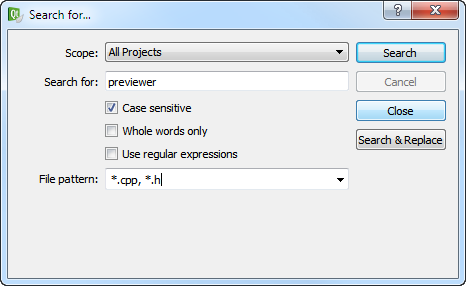 Search for...
Scope: All Projects Search
Search for: previewer Cancel
Case sensitive Close
Whole words only Search & Replace
Use regular expressions
File pattern: *.cpp, *.h